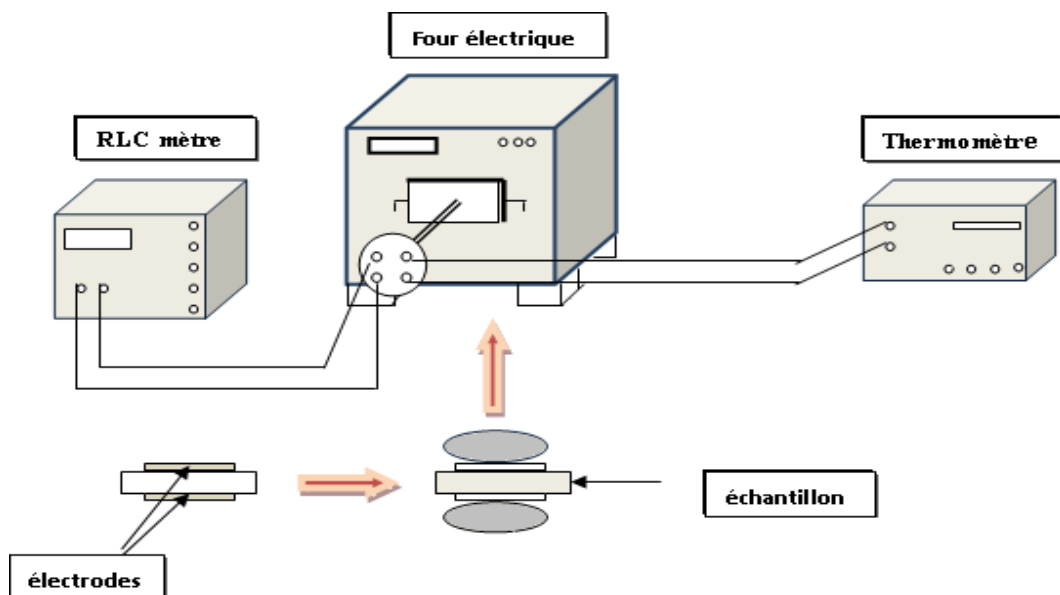 Four électrique
RLC mètre
Thermomètre
échantillon
électrodes